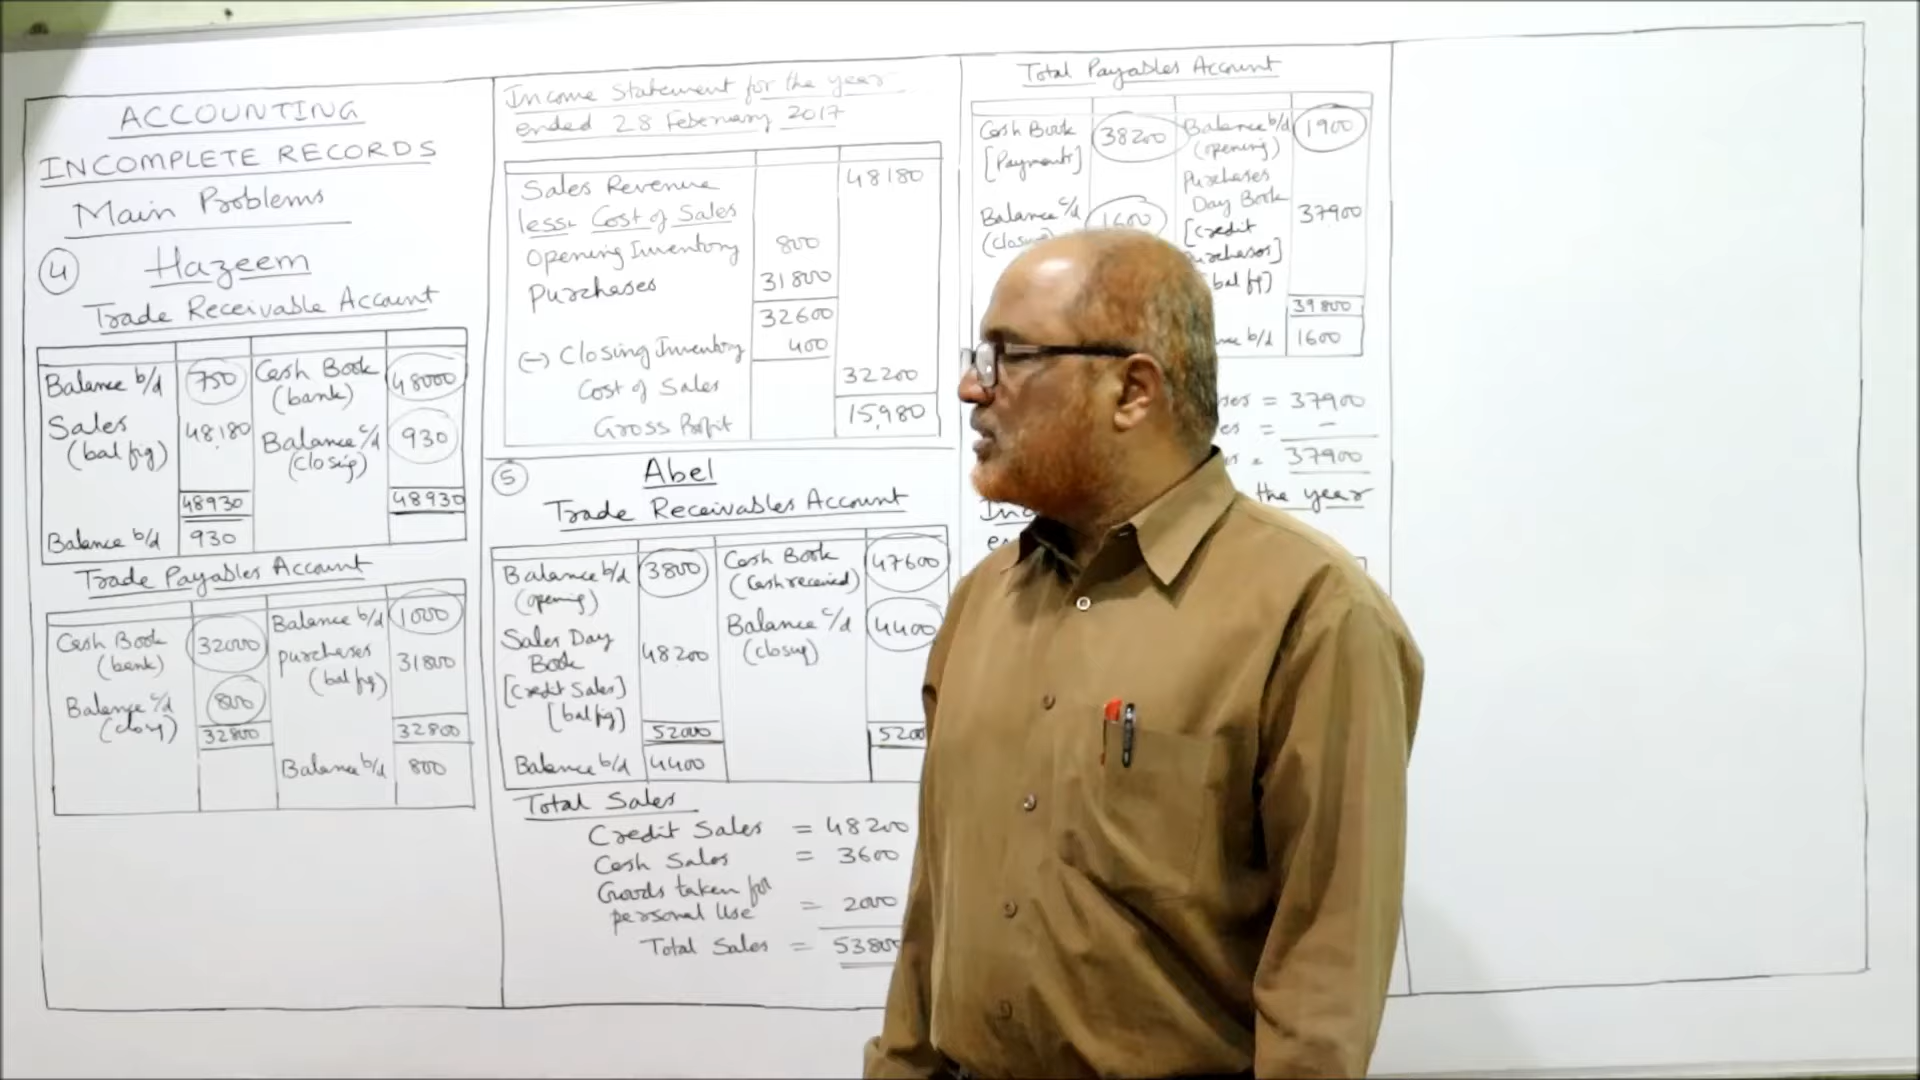 ACCOUNTING
INCOMPLETE RECORDS
Main Problems
4 Hazeem
Trade Receivable Account
Balance b/d 750 Cash Book 48000
(bank)
Sales 48,180 Balance c/d 930
(bal fig) (closing)
48930 48930
Balance b/d 930
Trade Payables Account
Cash Book 32000 Balance b/d 1000
(bank) purchases 31800
(bal fig)
Balance c/d 800
(closing)
32800 32800
Balance b/d 800
Income Statement for the year
ended 28 Feberuary 2017
Sales Revenue 48180
less:- Cost of Sales
Opening Inventory 800
Purchases 31800
32600
(-) Closing Inventory 400
Cost of Sales 32200
Gross Profit 15,980
5 Abel
Trade Receivables Account
Balance b/d 3800 Cash Book 47600
(opening) (Cash received)
Sales Day Balance c/d 4400
Book 48200 (closing)
[Credit Sales]
[bal fig]
52000
Balance b/d 4400
Total Sales
Credit Sales = 48200
Cash Sales = 3600
Goods taken for
personal Use = 2000
Total Sales = 53800
Total Payables Account
Cash Book 38200 Balance b/d 1900
[Payments] (opening)
Purchases
Day Book 37900
Balance c/d 1600 [Credit
39800
1600
= 37900
= -
= 37900
the year